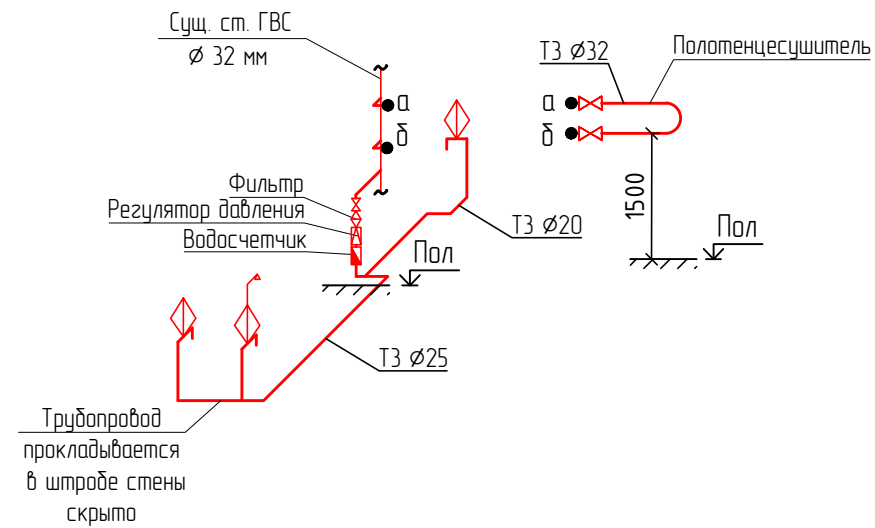 Сущ. ст. ГВС
Ø 32 мм
а
б
Фильтр
Регулятор давления
Водосчетчик
Т3 Ø20
Пол
Т3 Ø25
Трубопровод
прокладывается
в штробе стены
скрыто
Т3 Ø32
Полотенцесушитель
а
б
1500
Пол